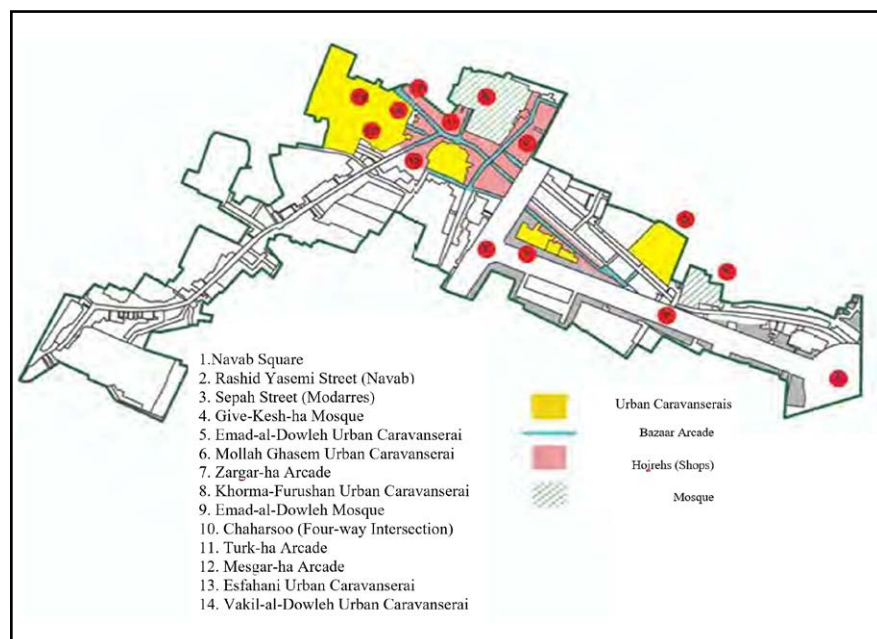 1.Navab Square
2. Rashid Yasemi Street (Navab)
3. Sepah Street (Modarres)
4. Give-Kesh-ha Mosque
5. Emad-al-Dowleh Urban Caravanserai
6. Mollah Ghasem Urban Caravanserai
7. Zargar-ha Arcade
8. Khorma-Furushan Urban Caravanserai
9. Emad-al-Dowleh Mosque
10. Chaharsoo (Four-way Intersection)
11. Turk-ha Arcade
12. Mesgar-ha Arcade
13. Esfahani Urban Caravanserai
14. Vakil-al-Dowleh Urban Caravanserai
Urban Caravanserais
Bazaar Arcade
Hojrehs (Shops)
Mosque